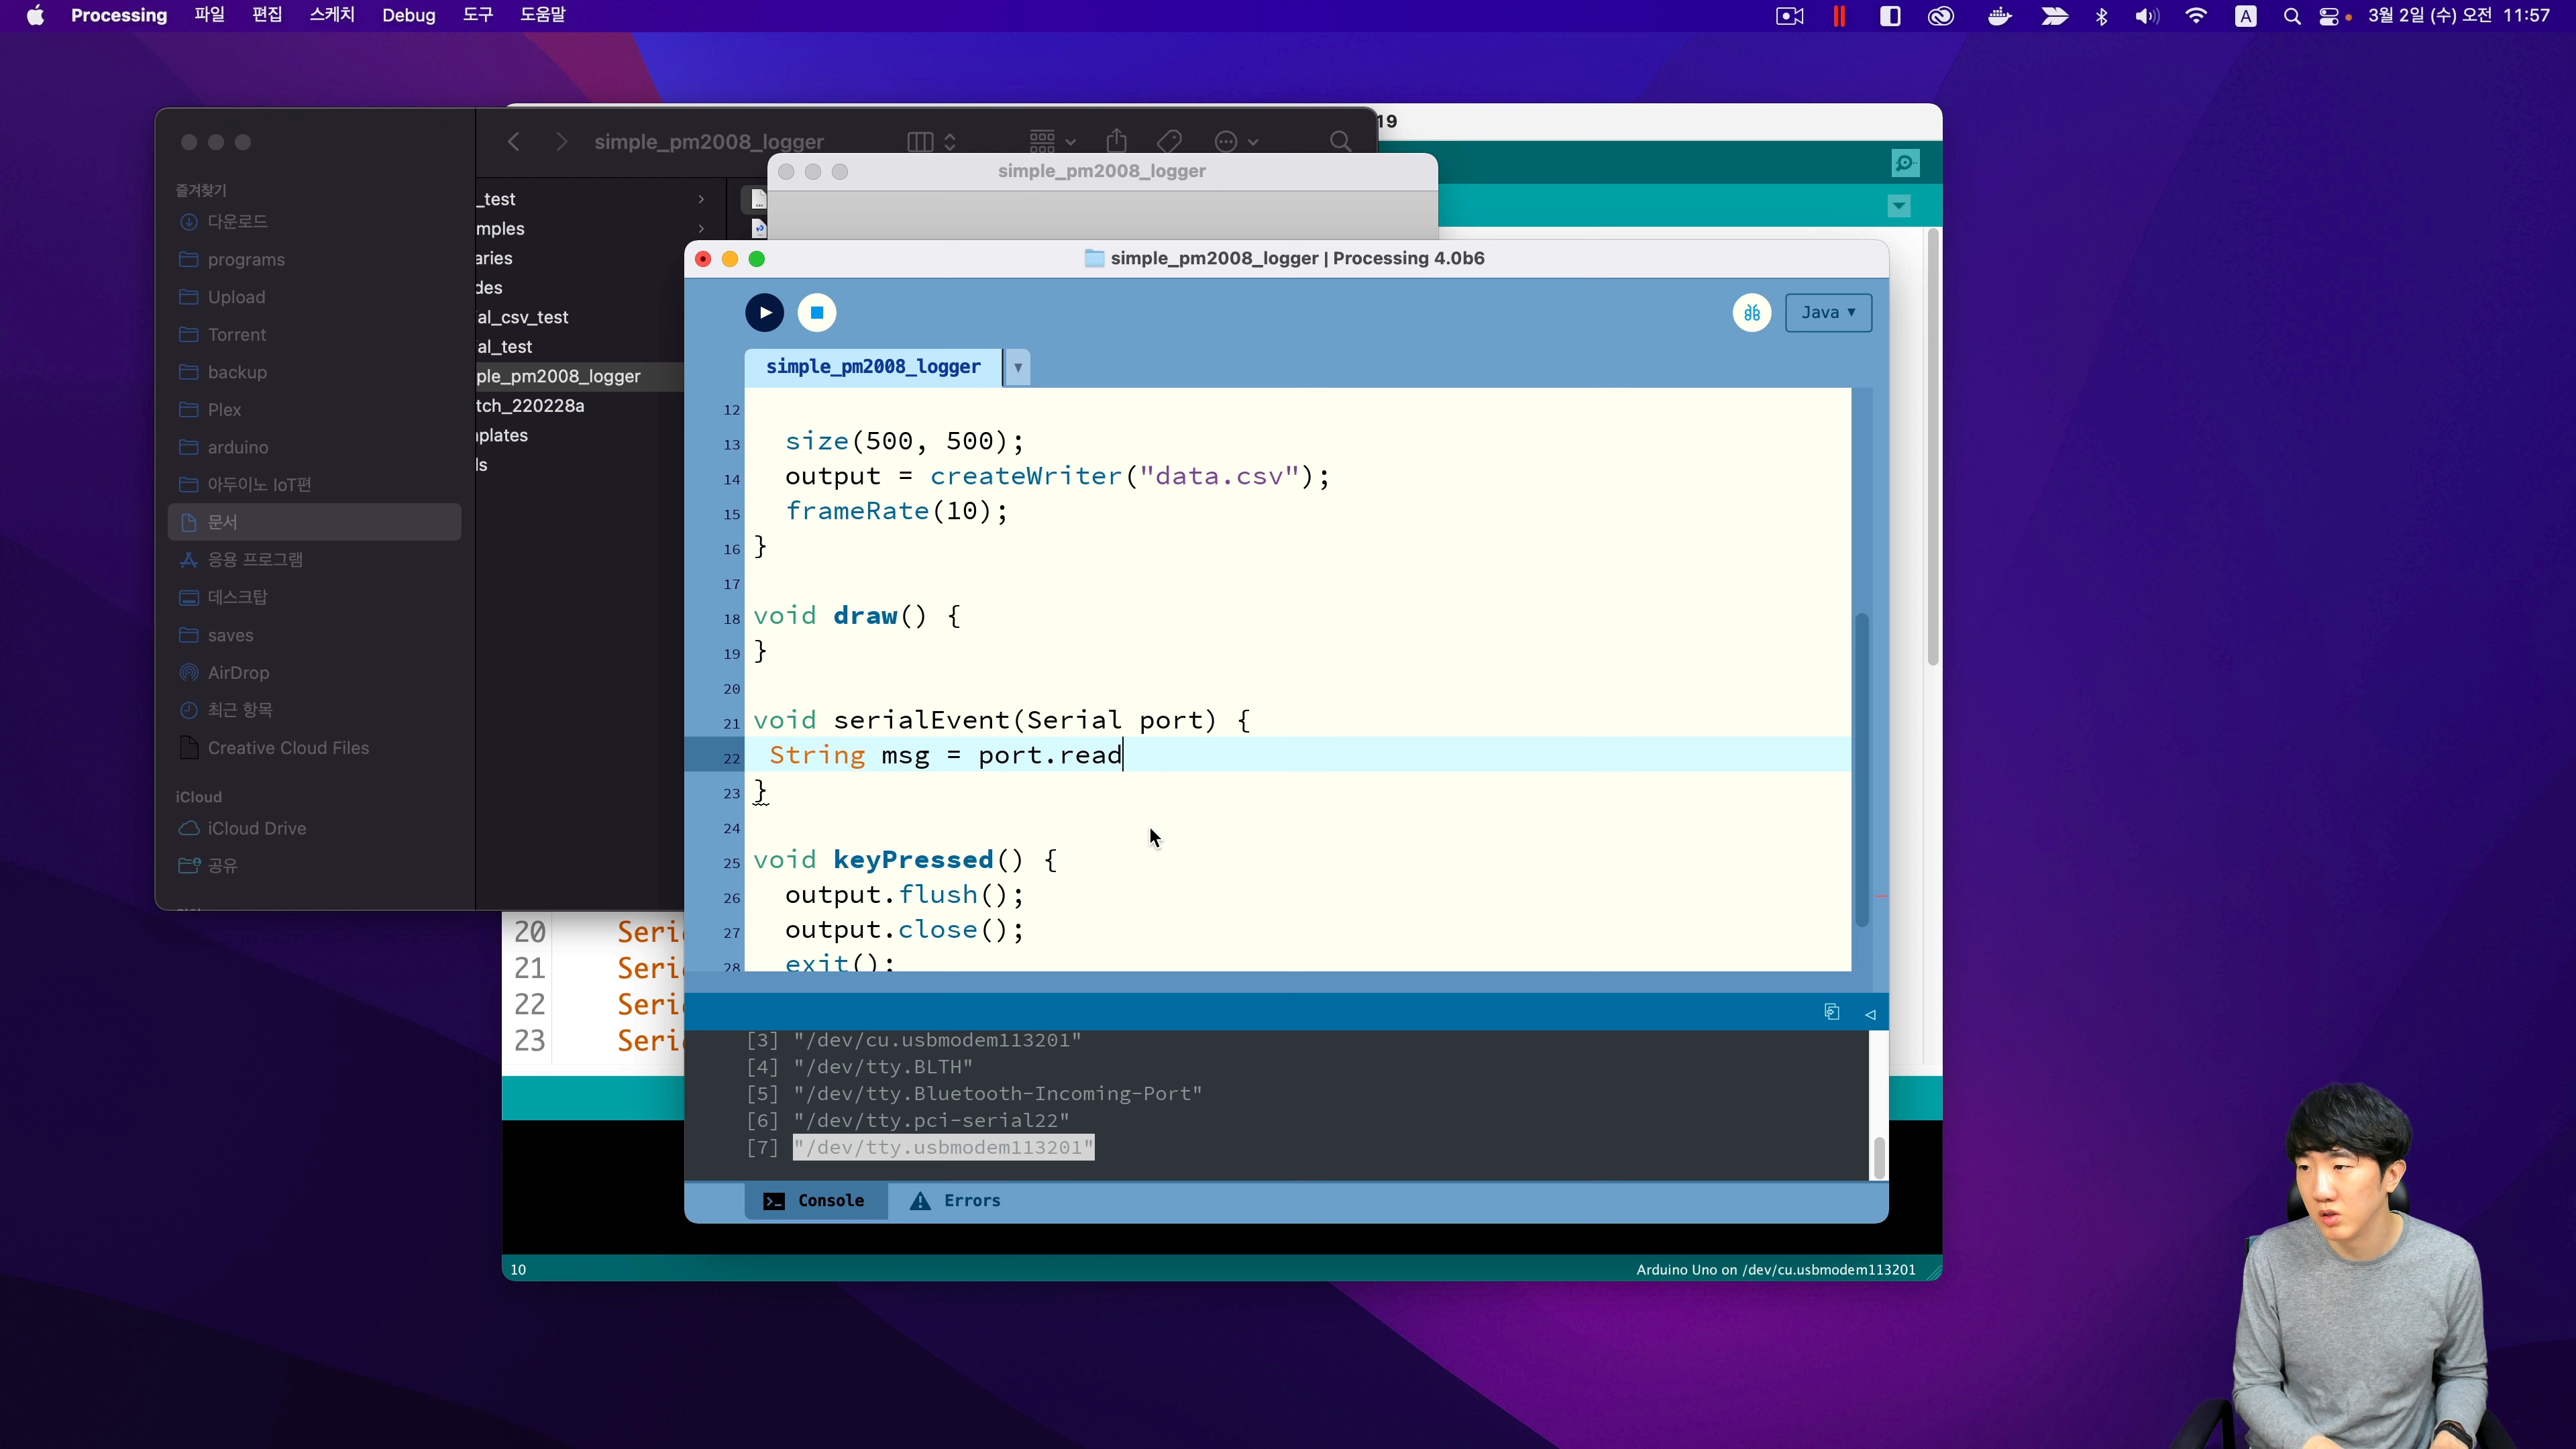 Processing 파일 편집 스케치 Debug 도구 도움말
A 3월 2일 (수) 오전 11:57
simple_pm2008_logger
19
simple_pm2008_logger
즐겨찾기
다운로드
programs
Upload
Torrent
backup
Plex
arduino
아두이노 IoT편
문서
응용 프로그램
데스크탑
saves
AirDrop
최근 항목
Creative Cloud Files
iCloud
iCloud Drive
공유
_test
mples
aries
des
al_csv_test
al_test
ple_pm2008_logger
tch_220228a
plates
ls
simple_pm2008_logger | Processing 4.0b6
Java
simple_pm2008_logger
12
13 size(500, 500);
14 output = createWriter("data.csv");
15 frameRate(10);
16 }
17
18 void draw() {
19 }
20
21 void serialEvent(Serial port) {
22 String msg = port.read
23 }
24
25 void keyPressed() {
26 output.flush();
27 output.close();
28 exit();
[3] "/dev/cu.usbmodem113201"
[4] "/dev/tty.BLTH"
[5] "/dev/tty.Bluetooth-Incoming-Port"
[6] "/dev/tty.pci-serial22"
[7] "/dev/tty.usbmodem113201"
Console Errors
20 Seri
21 Seri
22 Seri
23 Seri
10
Arduino Uno on /dev/cu.usbmodem113201